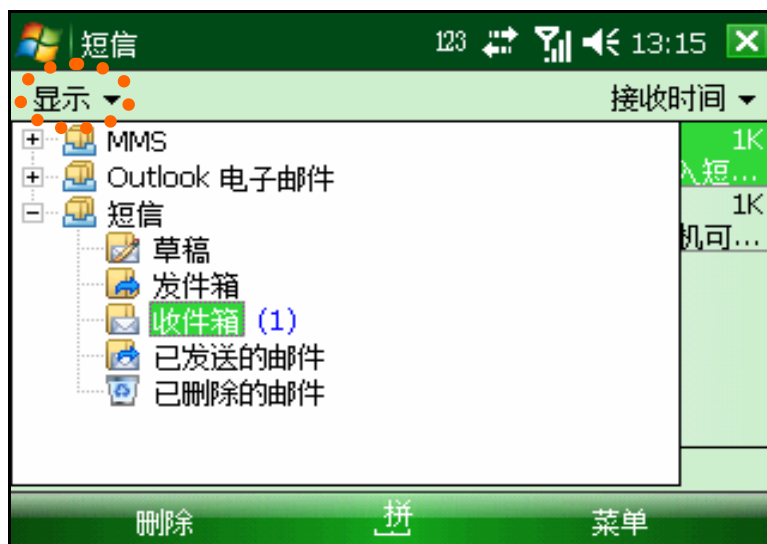 短信 123 13:15
显示 接收时间
MMS 1K
Outlook 电子邮件 入短...
短信 1K
草稿 机可...
发件箱
收件箱 (1)
已发送的邮件
已删除的邮件
删除 拼 菜单